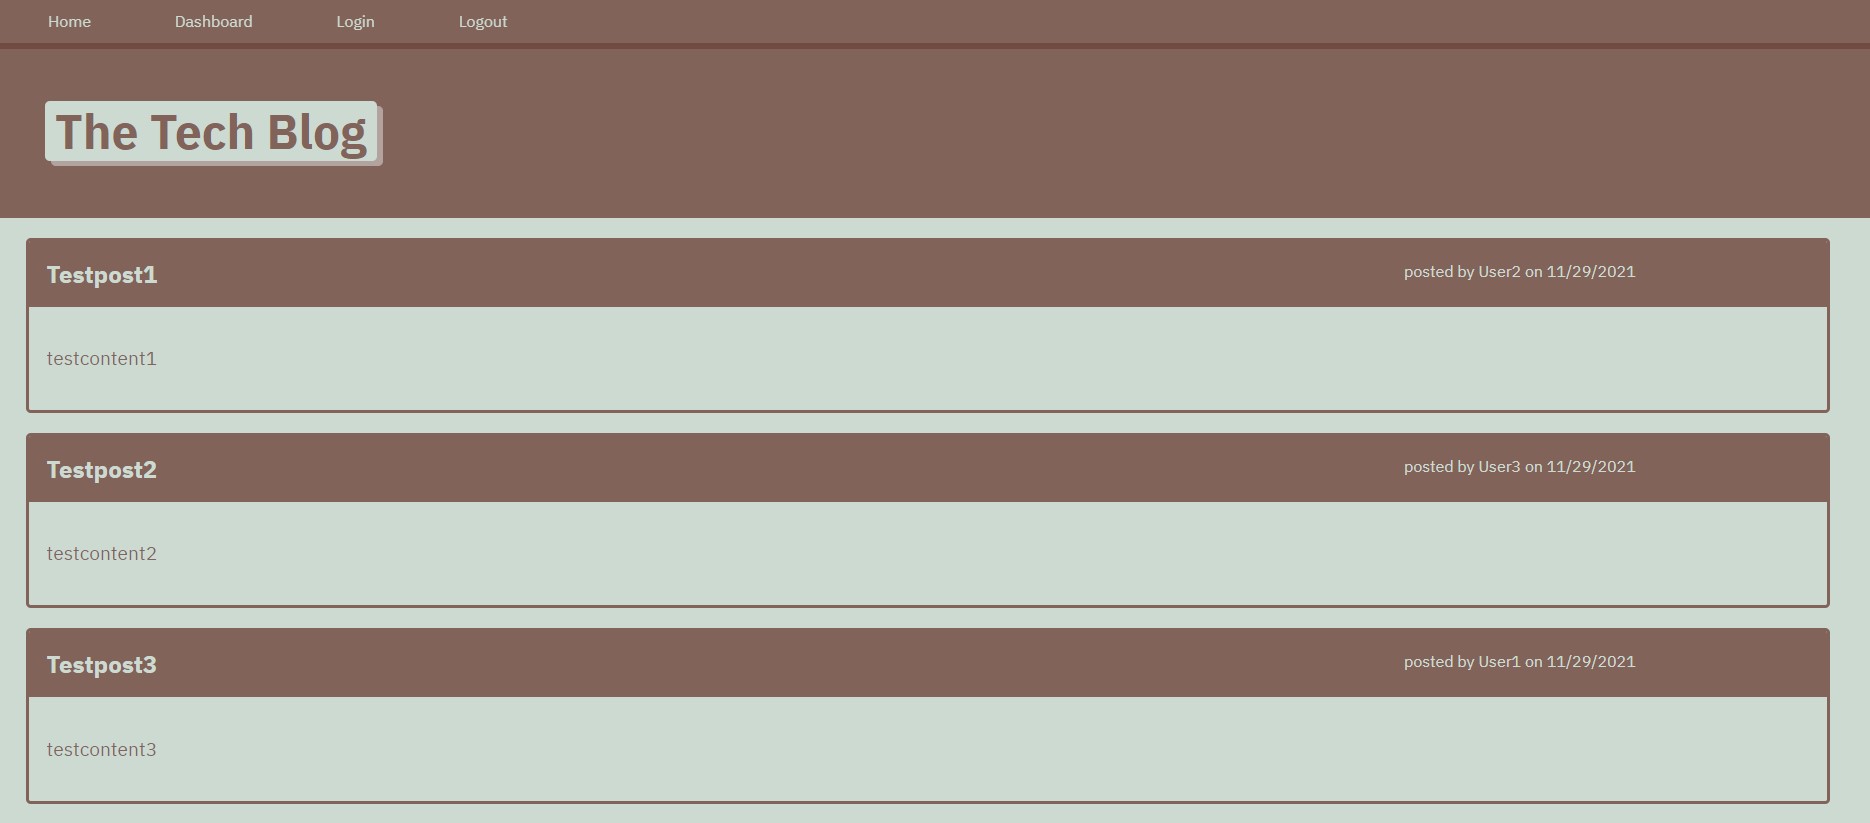 Home Dashboard Login Logout
The Tech Blog
Testpost1 posted by User2 on 11/29/2021
testcontent1
Testpost2 posted by User3 on 11/29/2021
testcontent2
Testpost3 posted by User1 on 11/29/2021
testcontent3